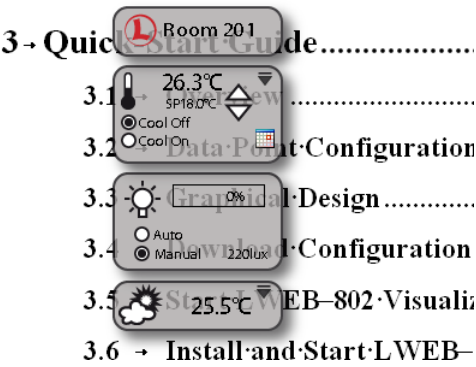 3→Quick·Start·Guide
Room 201
26.3℃
SP18.0℃
Cool Off
Cool On
3.1 → Overview
3.2 → Data·Point·Configuration
3.3 → Graphical·Design
0%
Auto
Manual 220lux
3.4 → Download·Configuration
3.5 → Start·LWEB–802·Visualiz
25.5℃
3.6 → Install·and·Start·LWEB–